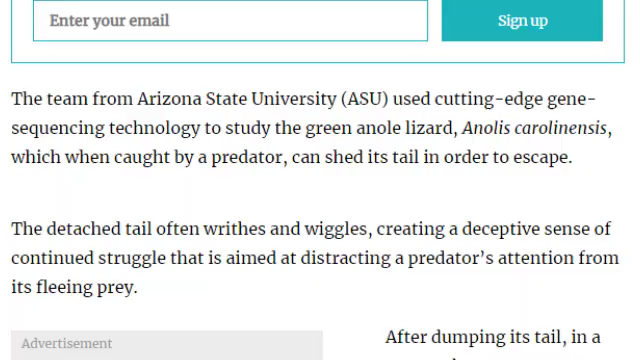 Enter your email
Sign up
The team from Arizona State University (ASU) used cutting-edge gene-
sequencing technology to study the green anole lizard, Anolis carolinensis,
which when caught by a predator, can shed its tail in order to escape.
The detached tail often writhes and wiggles, creating a deceptive sense of
continued struggle that is aimed at distracting a predator’s attention from
its fleeing prey.
Advertisement
After dumping its tail, in a